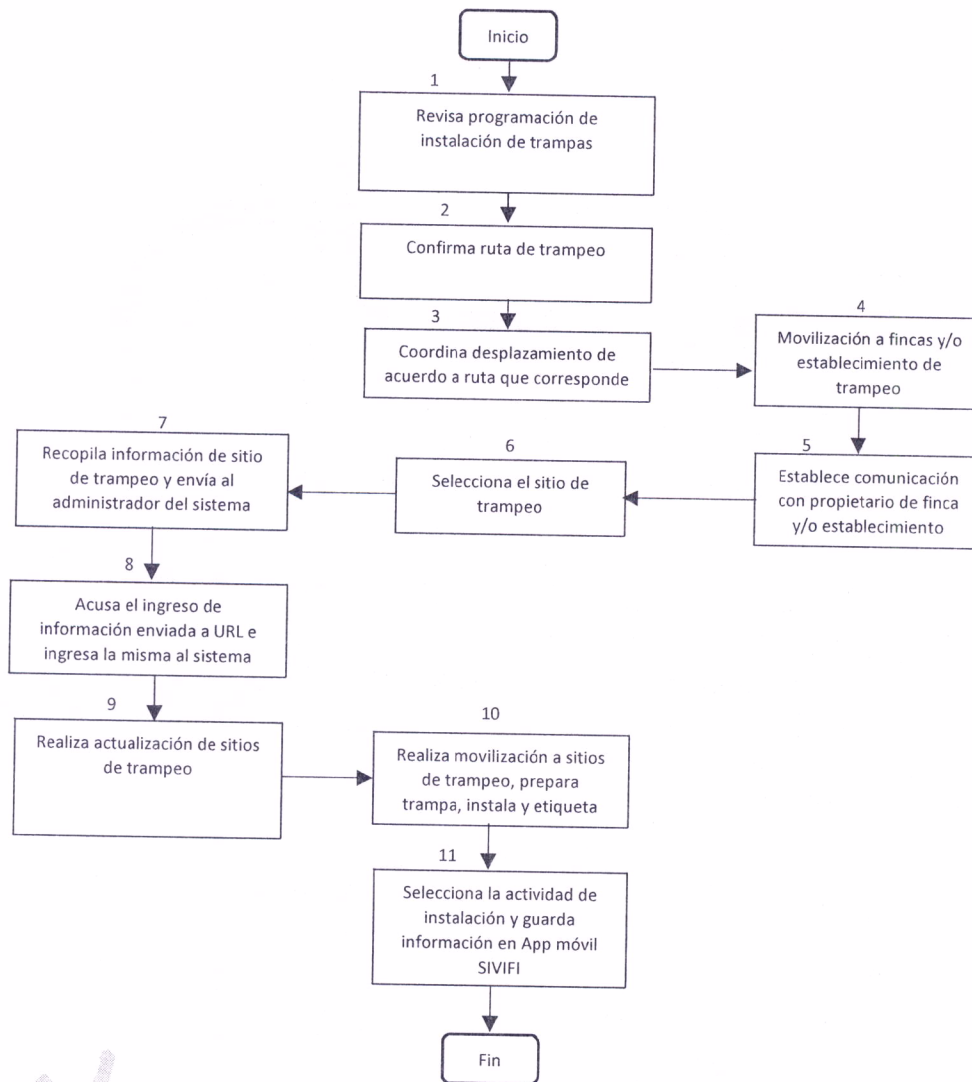 Inicio
1
Revisa programación de
instalación de trampas
2
Confirma ruta de trampeo
3
Coordina desplazamiento de
acuerdo a ruta que corresponde
4
Movilización a fincas y/o
establecimiento de
trampeo
5
Establece comunicación
con propietario de finca
y/o establecimiento
6
Selecciona el sitio de
trampeo
7
Recopila información de sitio
de trampeo y envía al
administrador del sistema
8
Acusa el ingreso de
información enviada a URL e
ingresa la misma al sistema
9
Realiza actualización de sitios
de trampeo
10
Realiza movilización a sitios
de trampeo, prepara
trampa, instala y etiqueta
11
Selecciona la actividad de
instalación y guarda
información en App móvil
SIVIFI
Fin